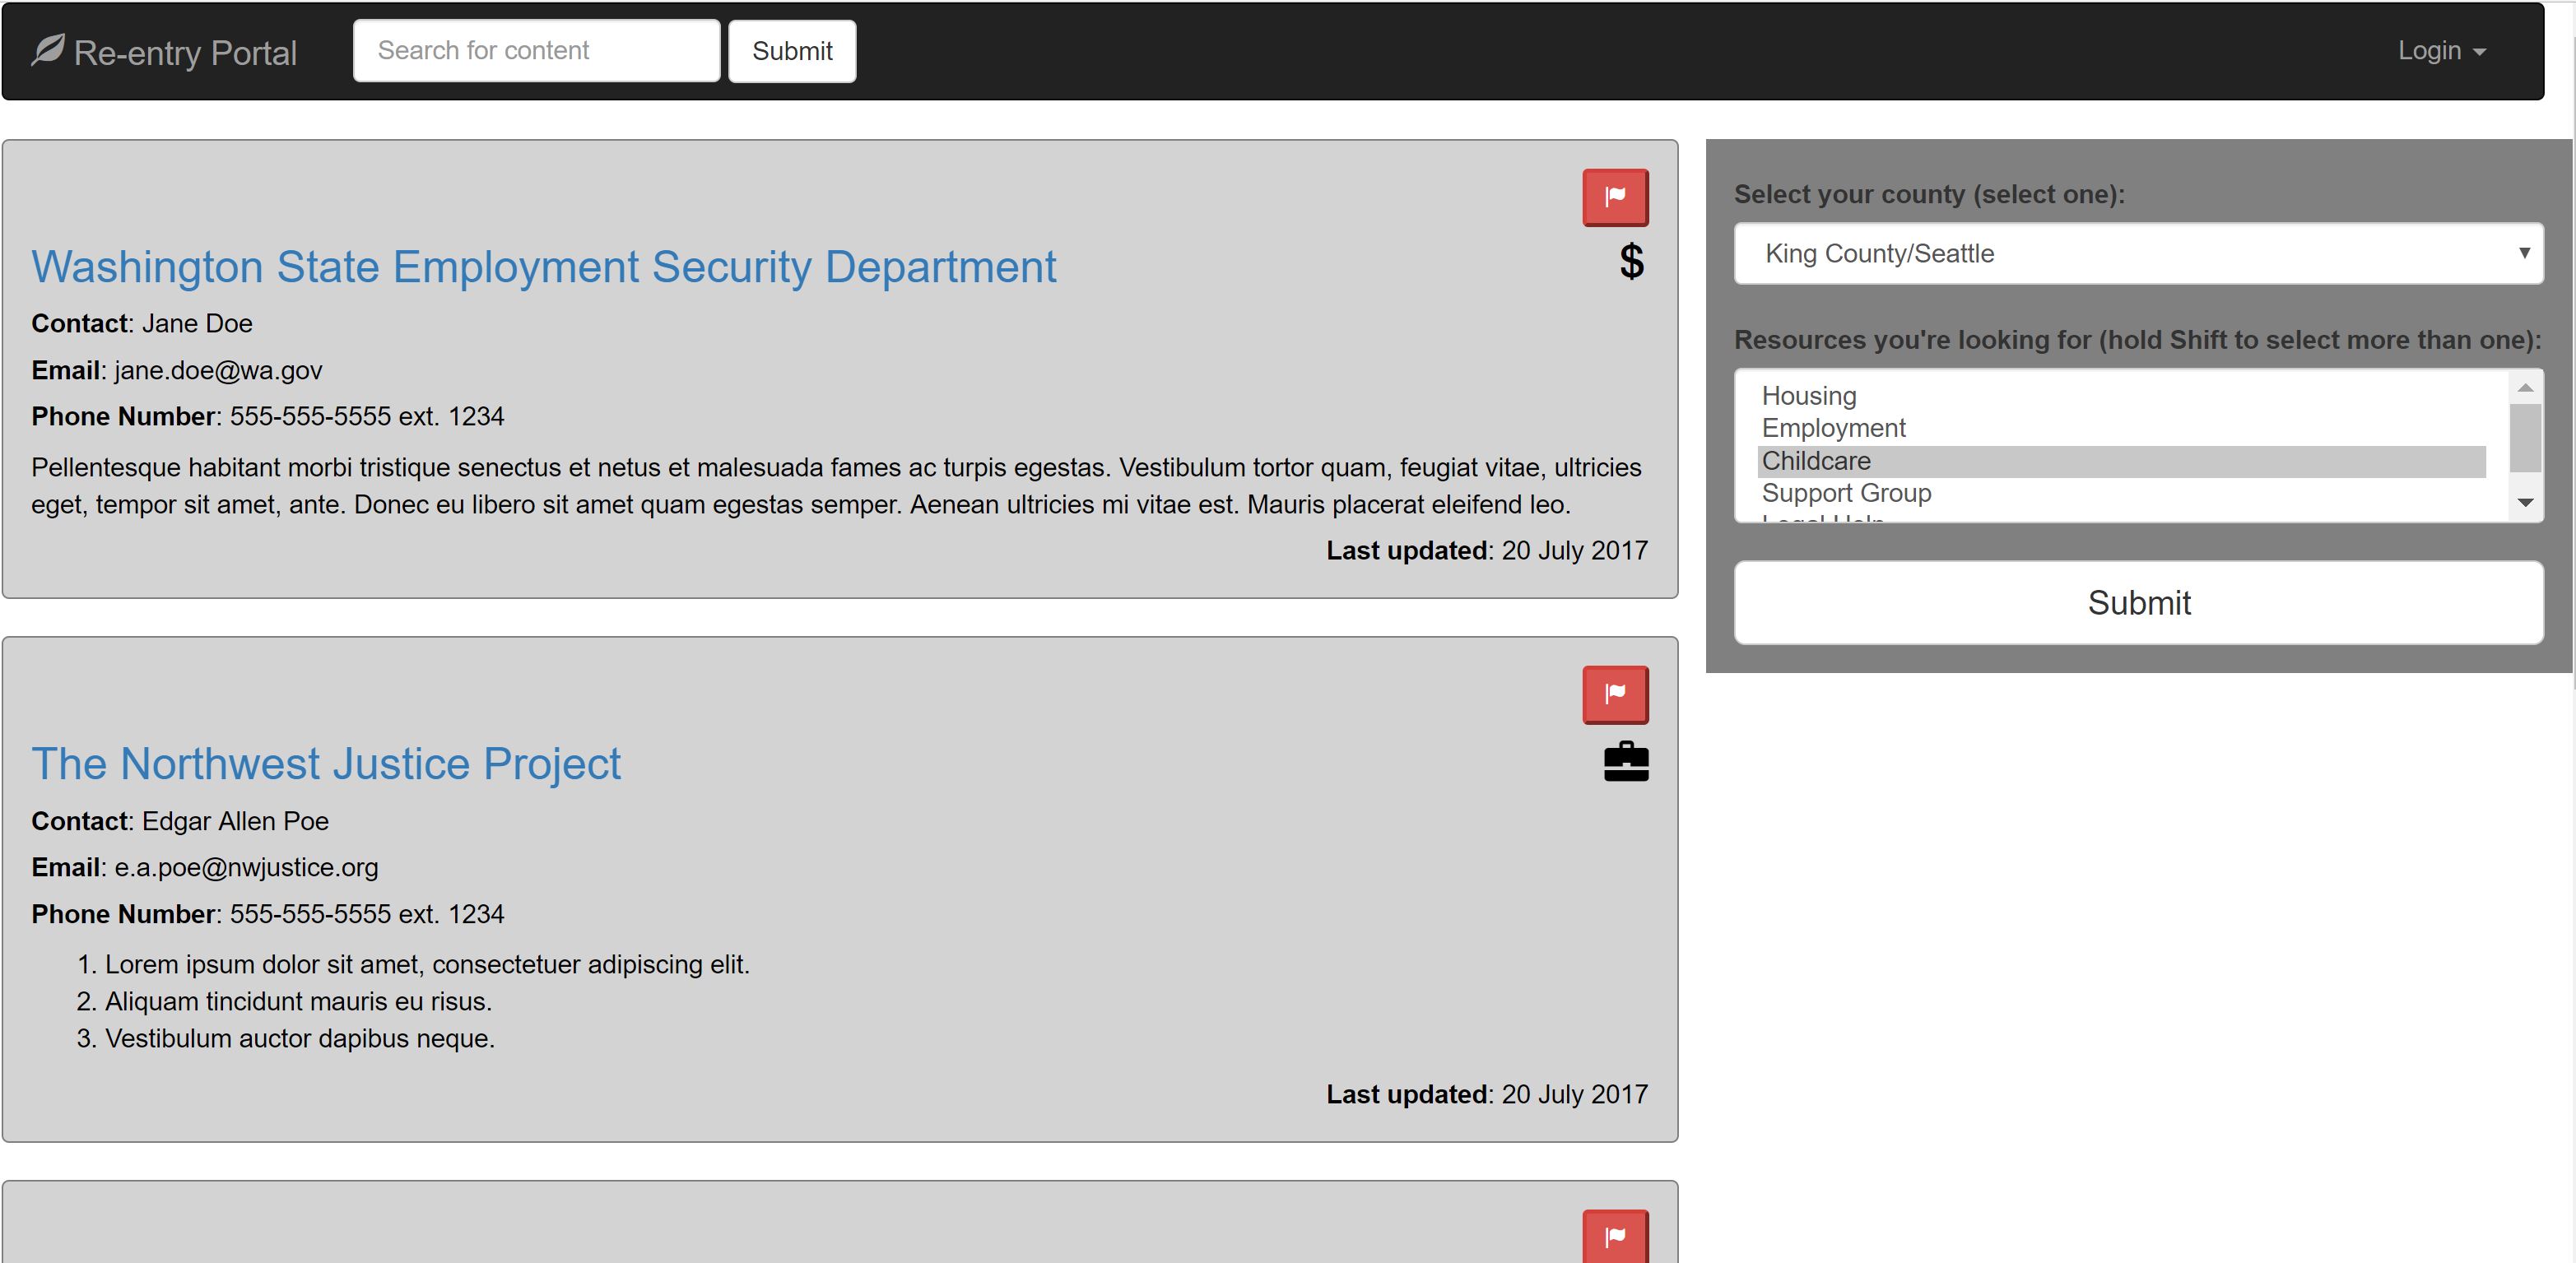 Re-entry Portal
Search for content
Submit
Login
Washington State Employment Security Department
$
Contact: Jane Doe
Email: jane.doe@wa.gov
Phone Number: 555-555-5555 ext. 1234
Pellentesque habitant morbi tristique senectus et netus et malesuada fames ac turpis egestas. Vestibulum tortor quam, feugiat vitae, ultricies
eget, tempor sit amet, ante. Donec eu libero sit amet quam egestas semper. Aenean ultricies mi vitae est. Mauris placerat eleifend leo.
Last updated: 20 July 2017
The Northwest Justice Project
Contact: Edgar Allen Poe
Email: e.a.poe@nwjustice.org
Phone Number: 555-555-5555 ext. 1234
1. Lorem ipsum dolor sit amet, consectetuer adipiscing elit.
2. Aliquam tincidunt mauris eu risus.
3. Vestibulum auctor dapibus neque.
Last updated: 20 July 2017
Select your county (select one):
King County/Seattle
Resources you're looking for (hold Shift to select more than one):
Housing
Employment
Childcare
Support Group
Legal Help
Submit